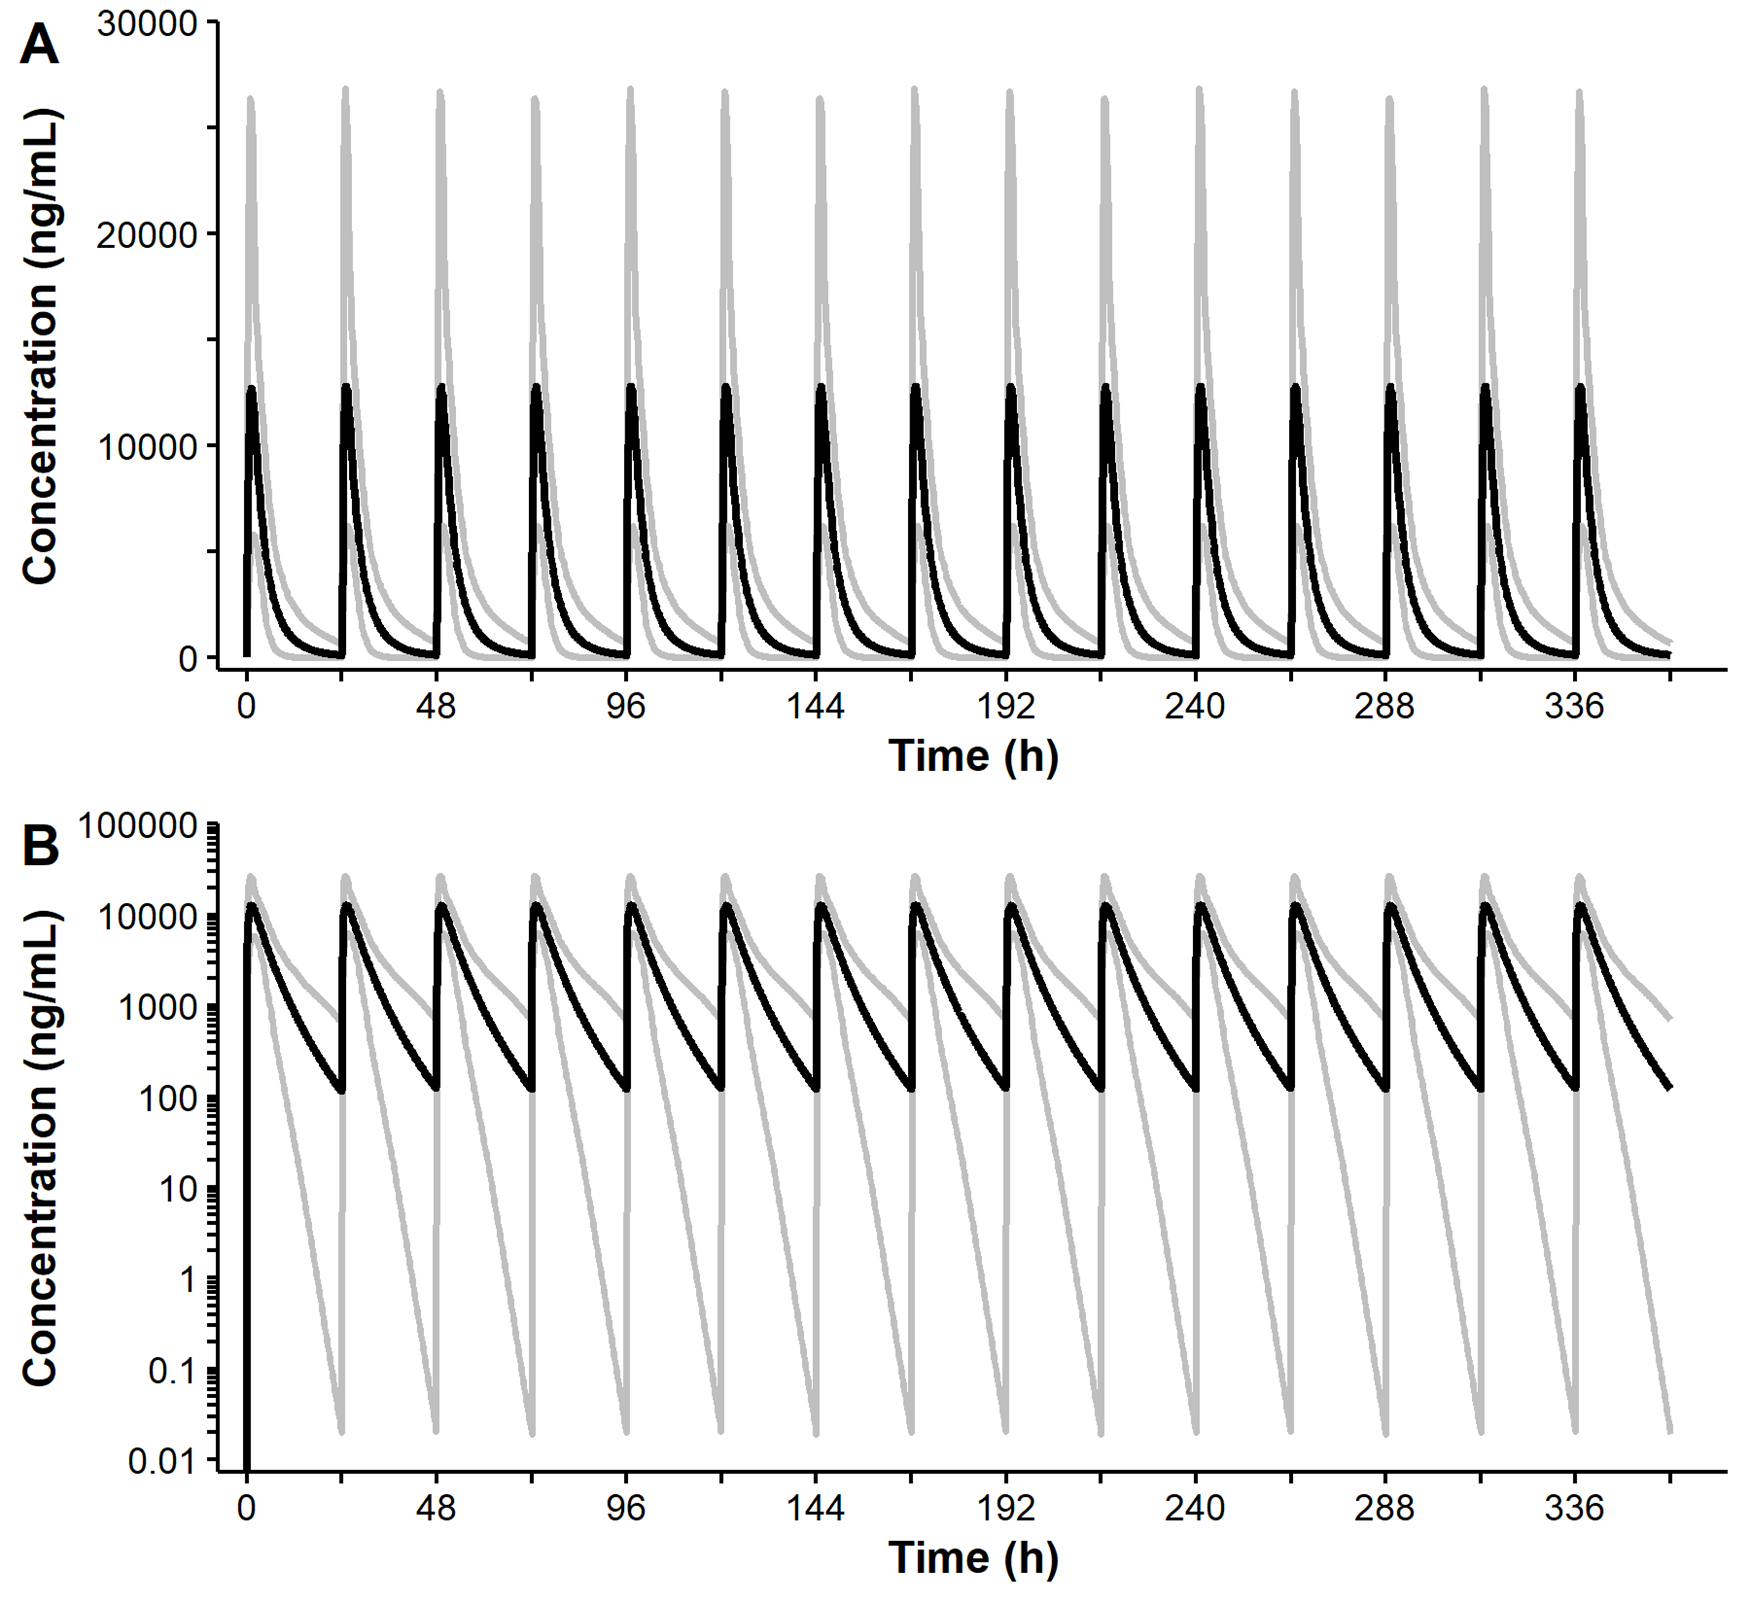 A
Concentration (ng/mL)
30000
20000
10000
0
0 48 96 144 192 240 288 336
Time (h)
B
Concentration (ng/mL)
100000
10000
1000
100
10
1
0.1
0.01
0 48 96 144 192 240 288 336
Time (h)